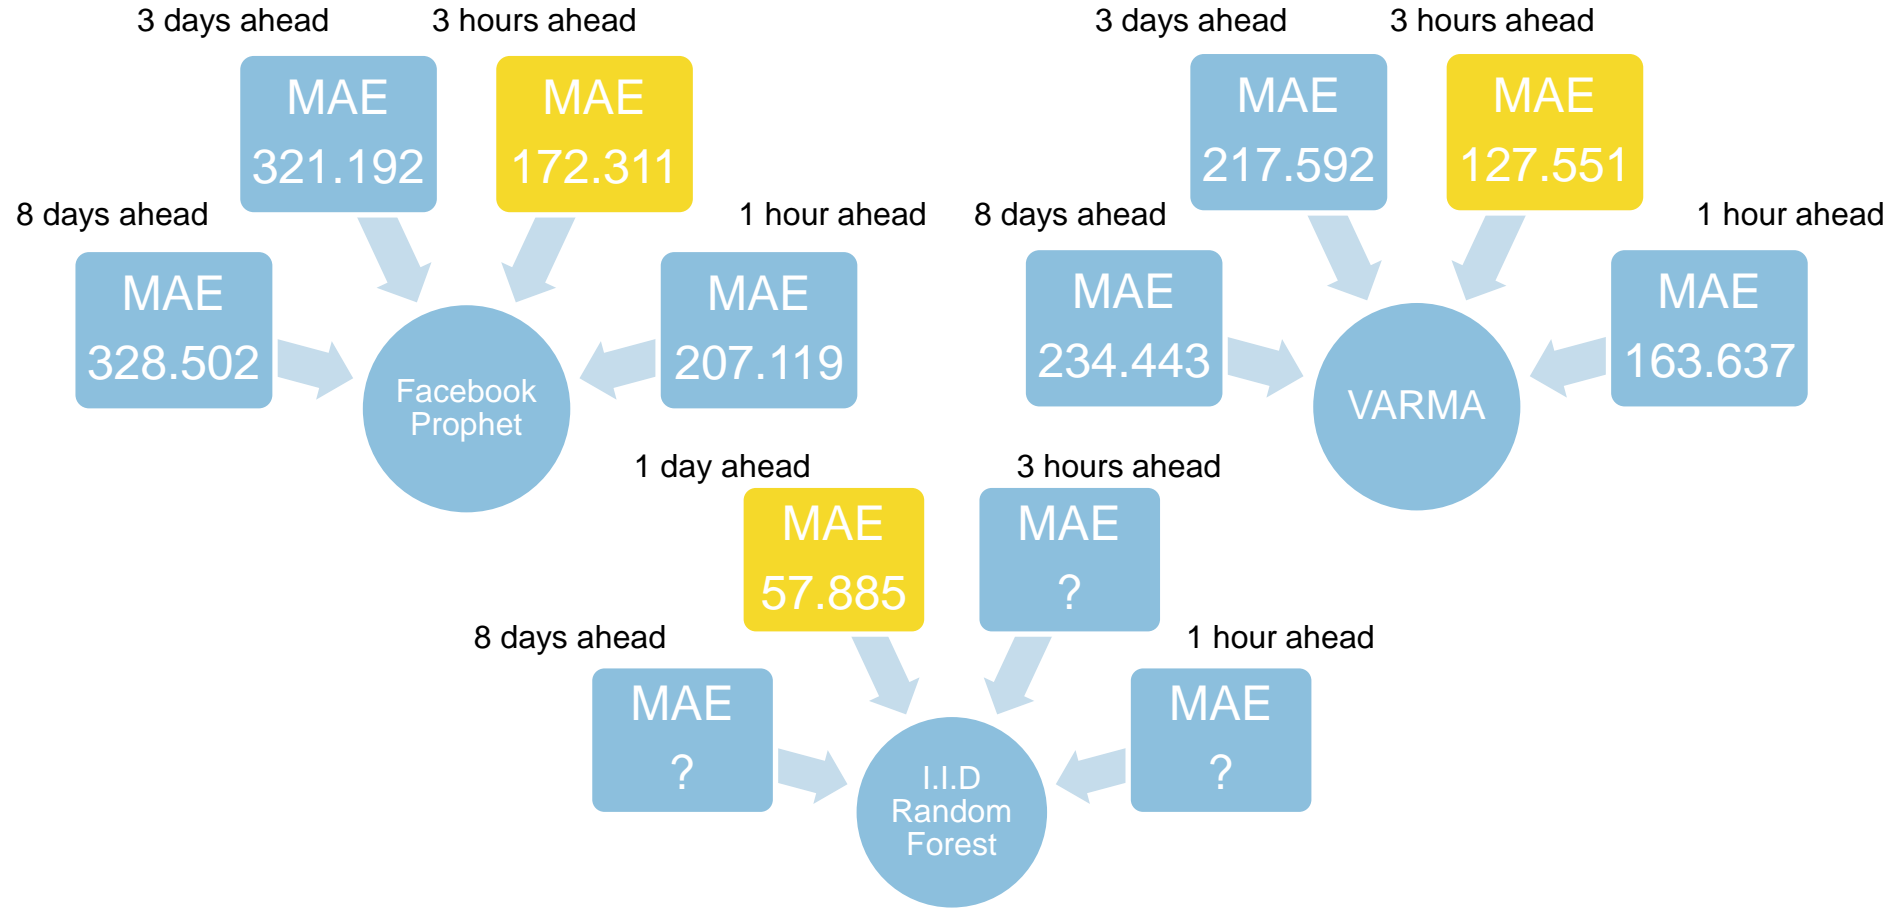 3 days ahead
3 hours ahead
MAE
321.192
MAE
172.311
8 days ahead
1 hour ahead
MAE
328.502
MAE
207.119
Facebook
Prophet
3 days ahead
3 hours ahead
MAE
217.592
MAE
127.551
8 days ahead
1 hour ahead
MAE
234.443
MAE
163.637
VARMA
1 day ahead
3 hours ahead
MAE
57.885
MAE
?
8 days ahead
1 hour ahead
MAE
?
MAE
?
I.I.D
Random
Forest